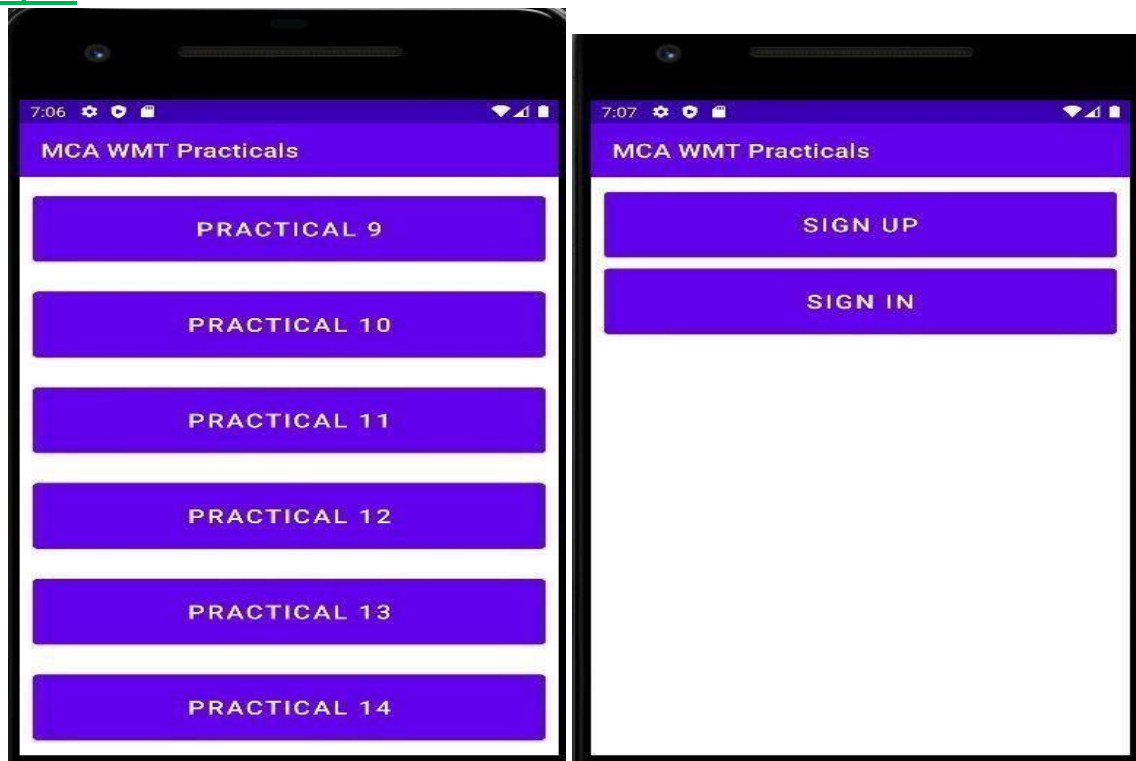 7:06
MCA WMT Practicals
PRACTICAL 9
PRACTICAL 10
PRACTICAL 11
PRACTICAL 12
PRACTICAL 13
PRACTICAL 14
7:07
MCA WMT Practicals
SIGN UP
SIGN IN